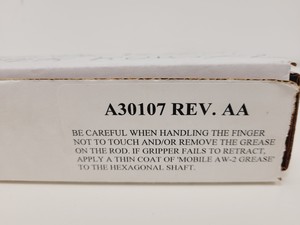 A30107 REV. AA
BE CAREFUL WHEN HANDLING THE FINGER
NOT TO TOUCH AND/OR REMOVE THE GREASE
ON THE ROD. IF GRIPPER FAILS TO RETRACT,
APPLY A THIN COAT OF 'MOBILE AW-2 GREASE'
TO THE HEXAGONAL SHAFT.